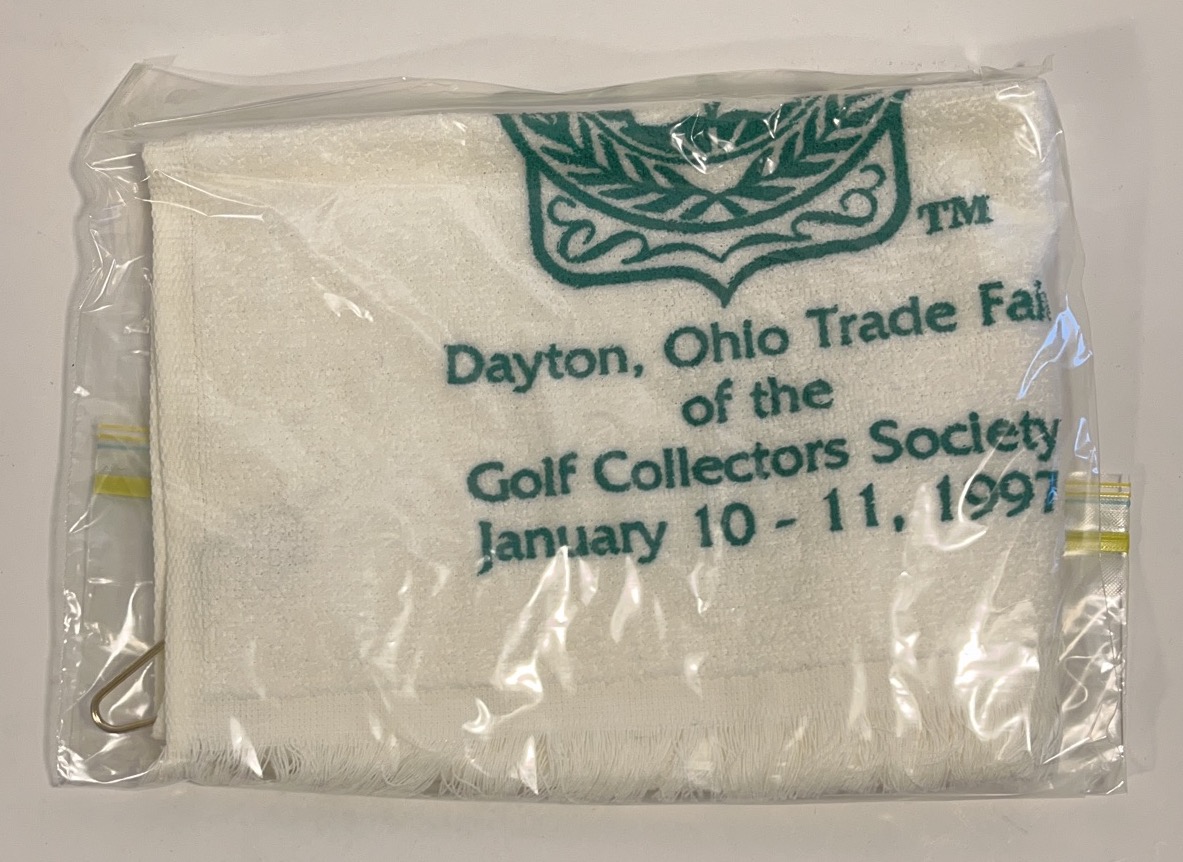 TM
Dayton, Ohio Trade Fai
of the
Golf Collectors Society
January 10 - 11, 1997